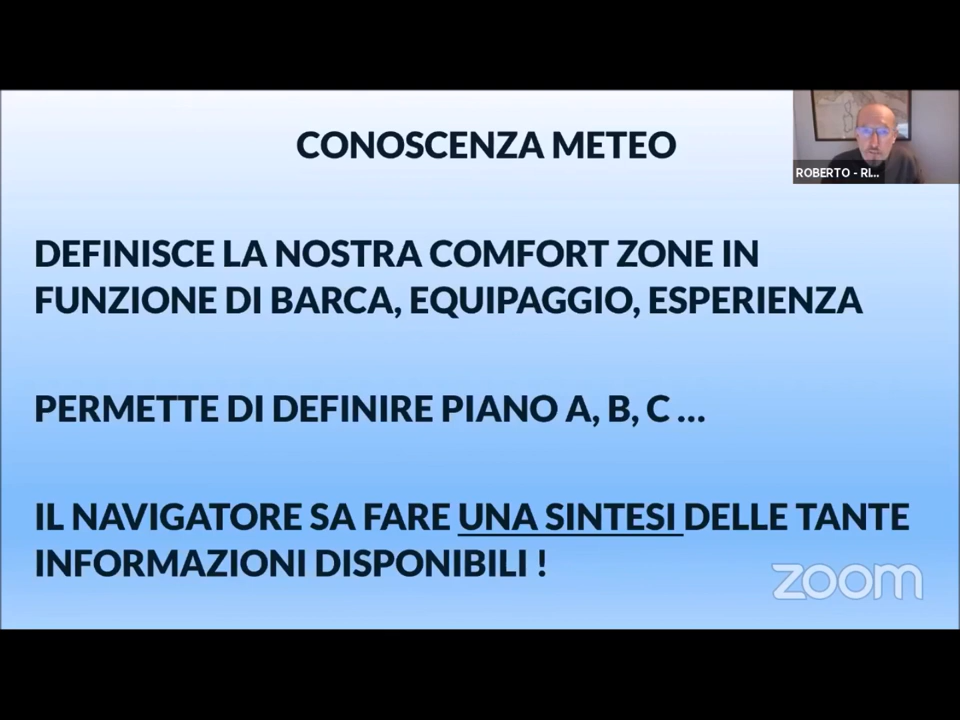 CONOSCENZA METEO
ROBERTO - RI...
DEFINISCE LA NOSTRA COMFORT ZONE IN
FUNZIONE DI BARCA, EQUIPAGGIO, ESPERIENZA
PERMETTE DI DEFINIRE PIANO A, B, C ...
IL NAVIGATORE SA FARE UNA SINTESI DELLE TANTE
INFORMAZIONI DISPONIBILI !
zoom